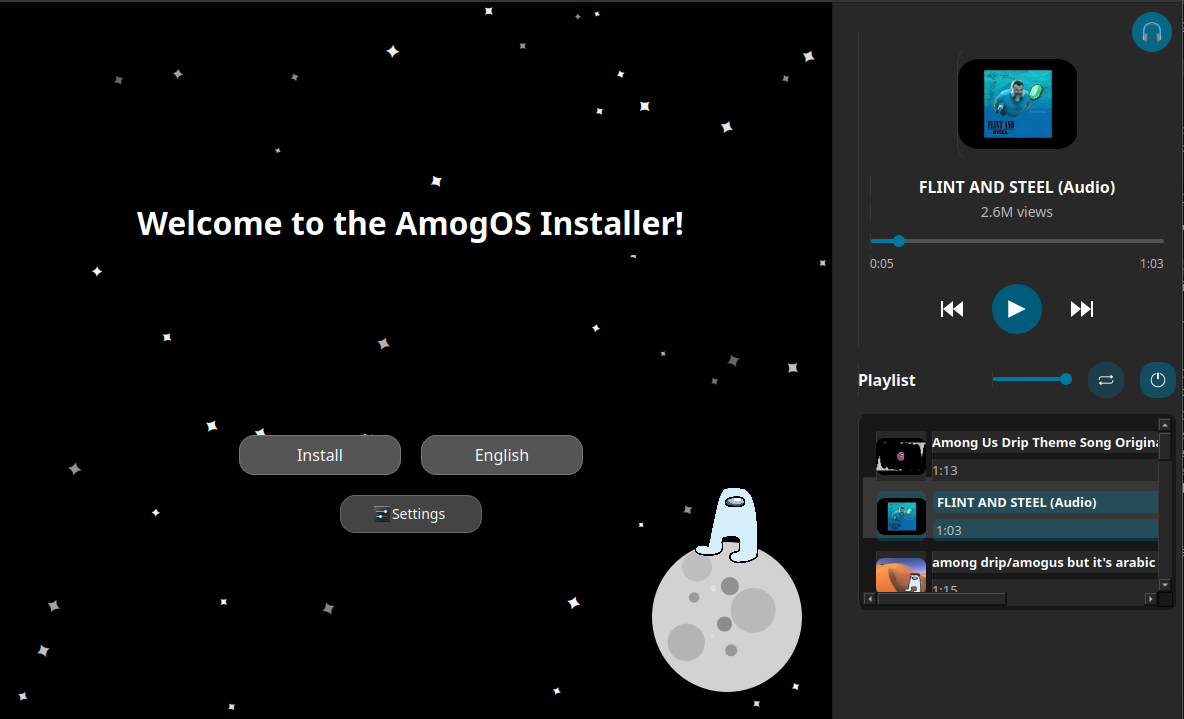 Welcome to the AmogOS Installer!
Install
English
Settings
FLINT AND
FLINT AND STEEL (Audio)
2.6M views
0:05
1:03
Playlist
Among Us Drip Theme Song Origina
1:13
FLINT AND STEEL (Audio)
1:03
among drip/amogus but it's arabic
1:15